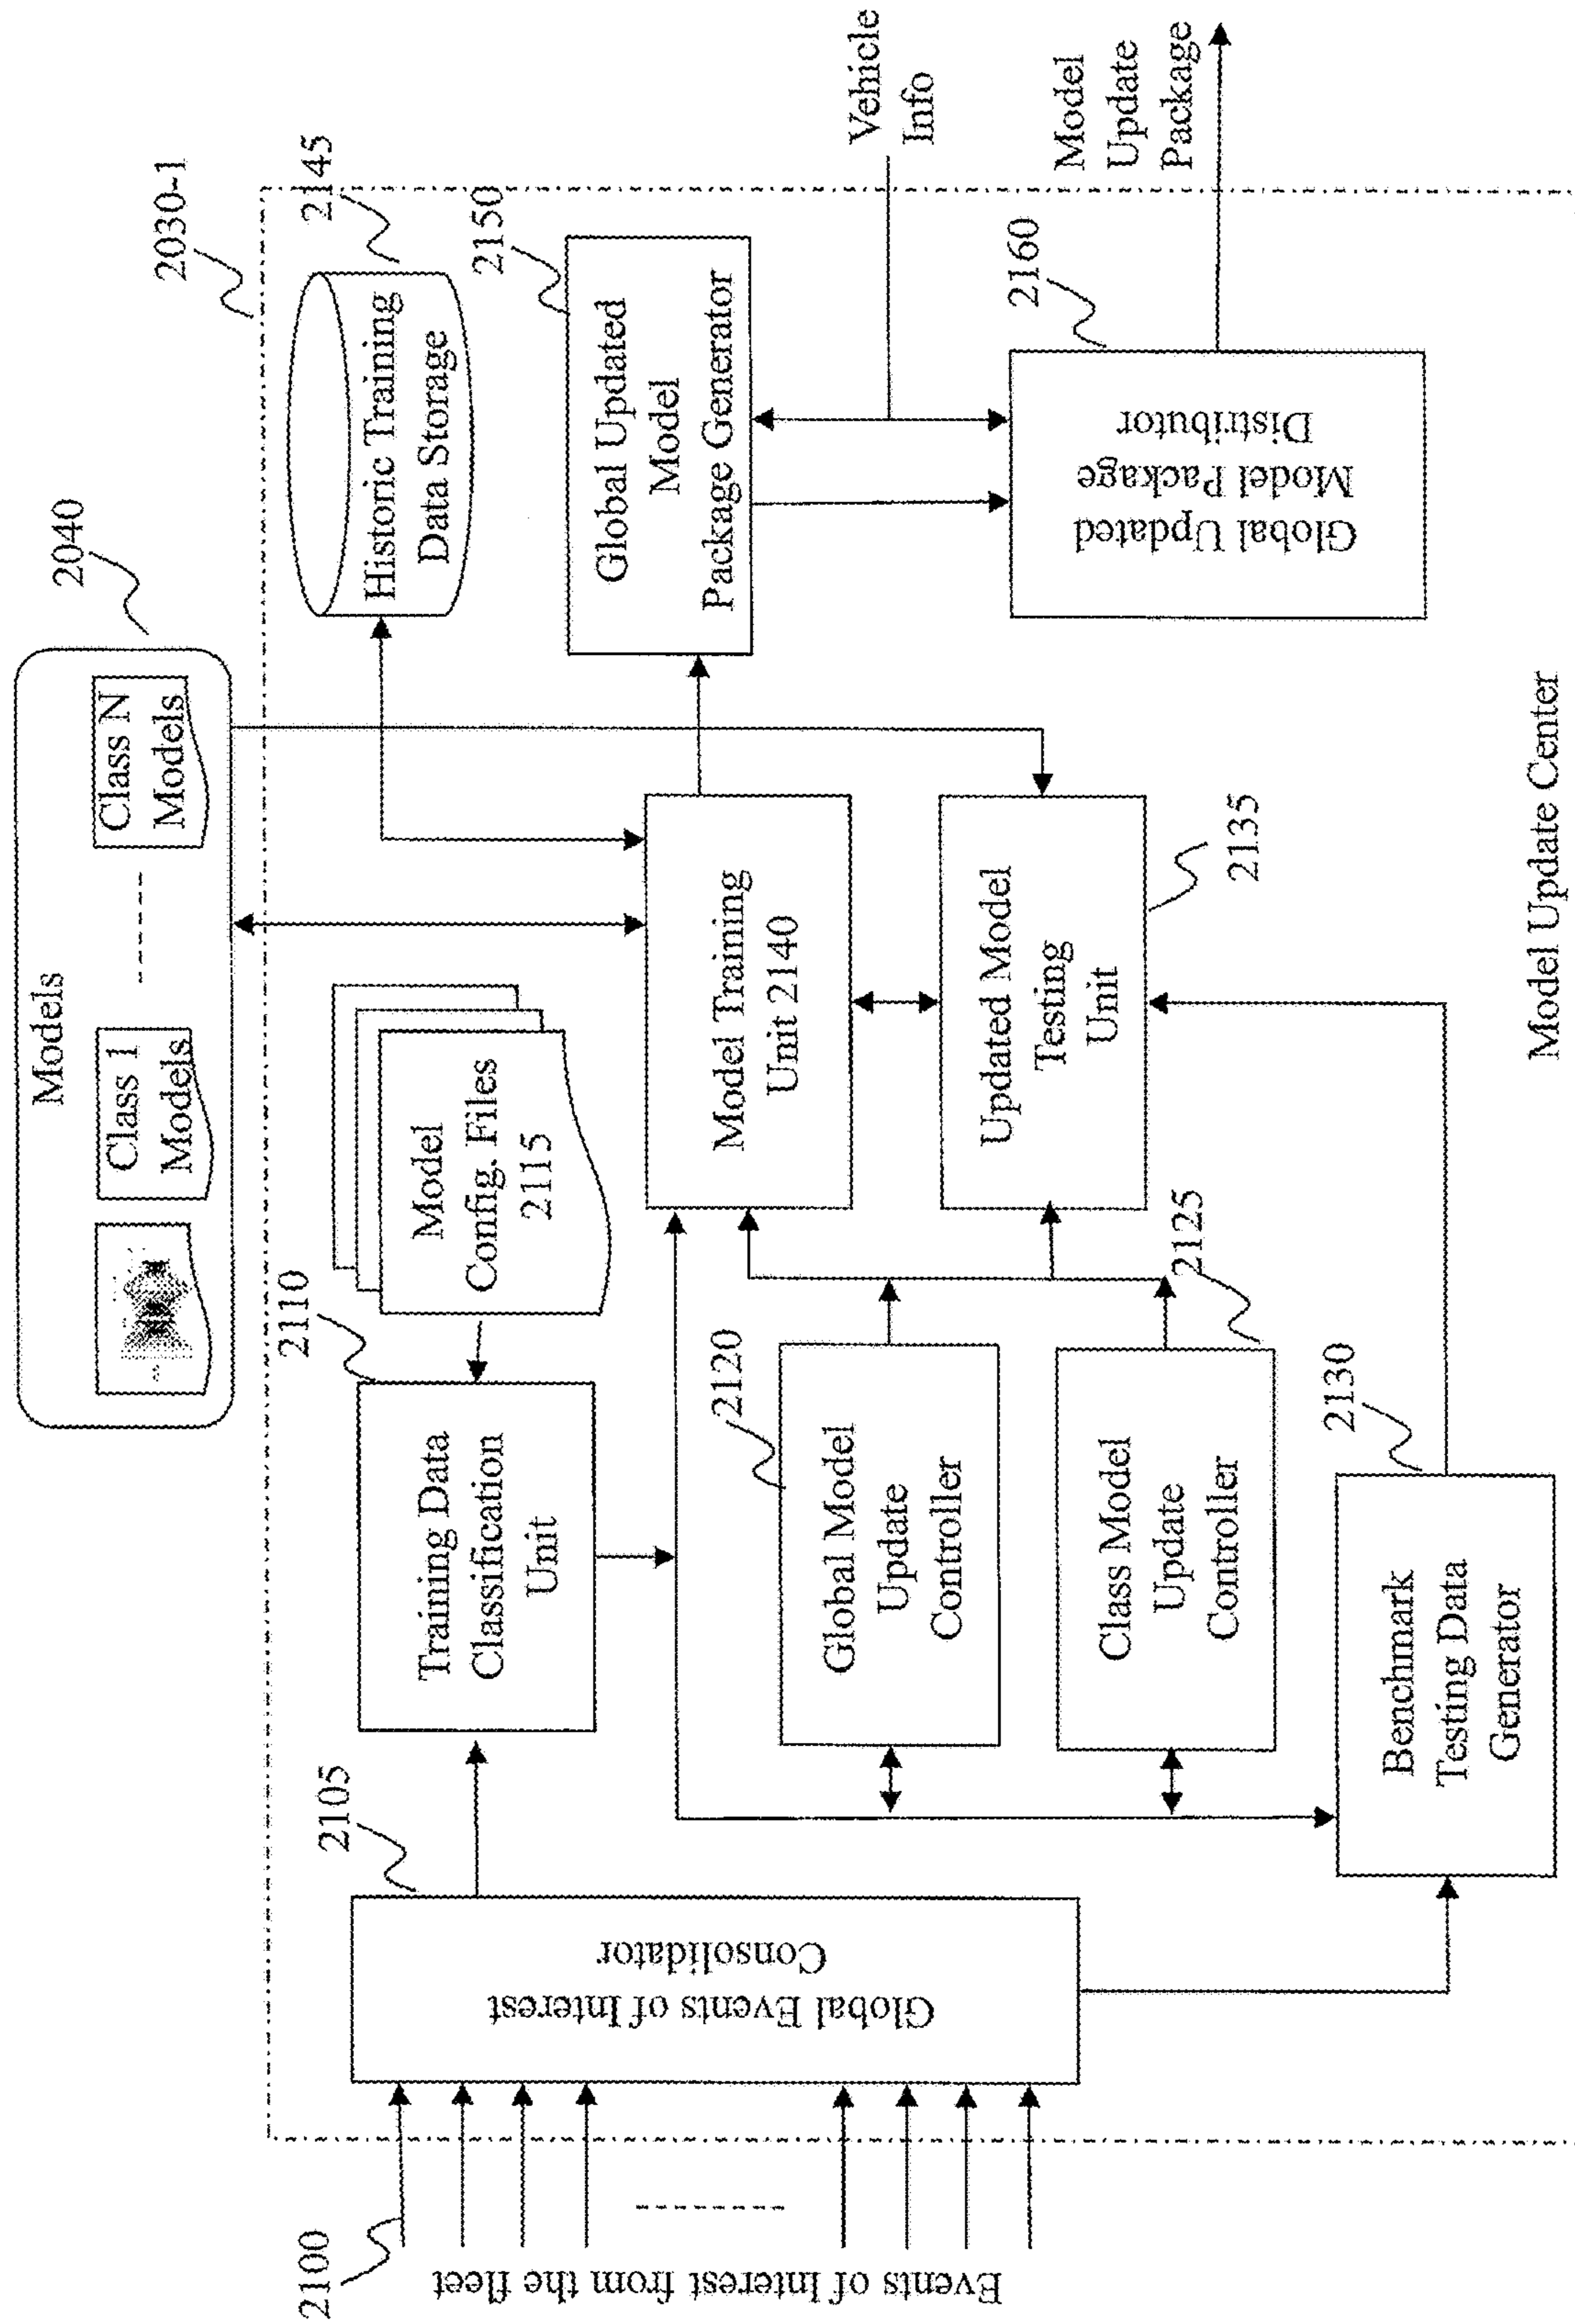 Models
2040
Class 1
Models
Class N
Models
2030-1
2145
Historic Training
Data Storage
2110
Model
Config. Files
2115
Training Data
Classification
Unit
2105
Global Events of Interest
Consolidator
2100
Events of Interest from the fleet
2150
Global Updated
Model
Package Generator
Model Training
Unit 2140
2120
Global Model
Update
Controller
Vehicle
Info
Updated Model
Testing
Unit
2135
2125
Class Model
Update
Controller
2160
Global Updated
Model Package
Distributor
Model
Update
Package
2130
Benchmark
Testing Data
Generator
Model Update Center